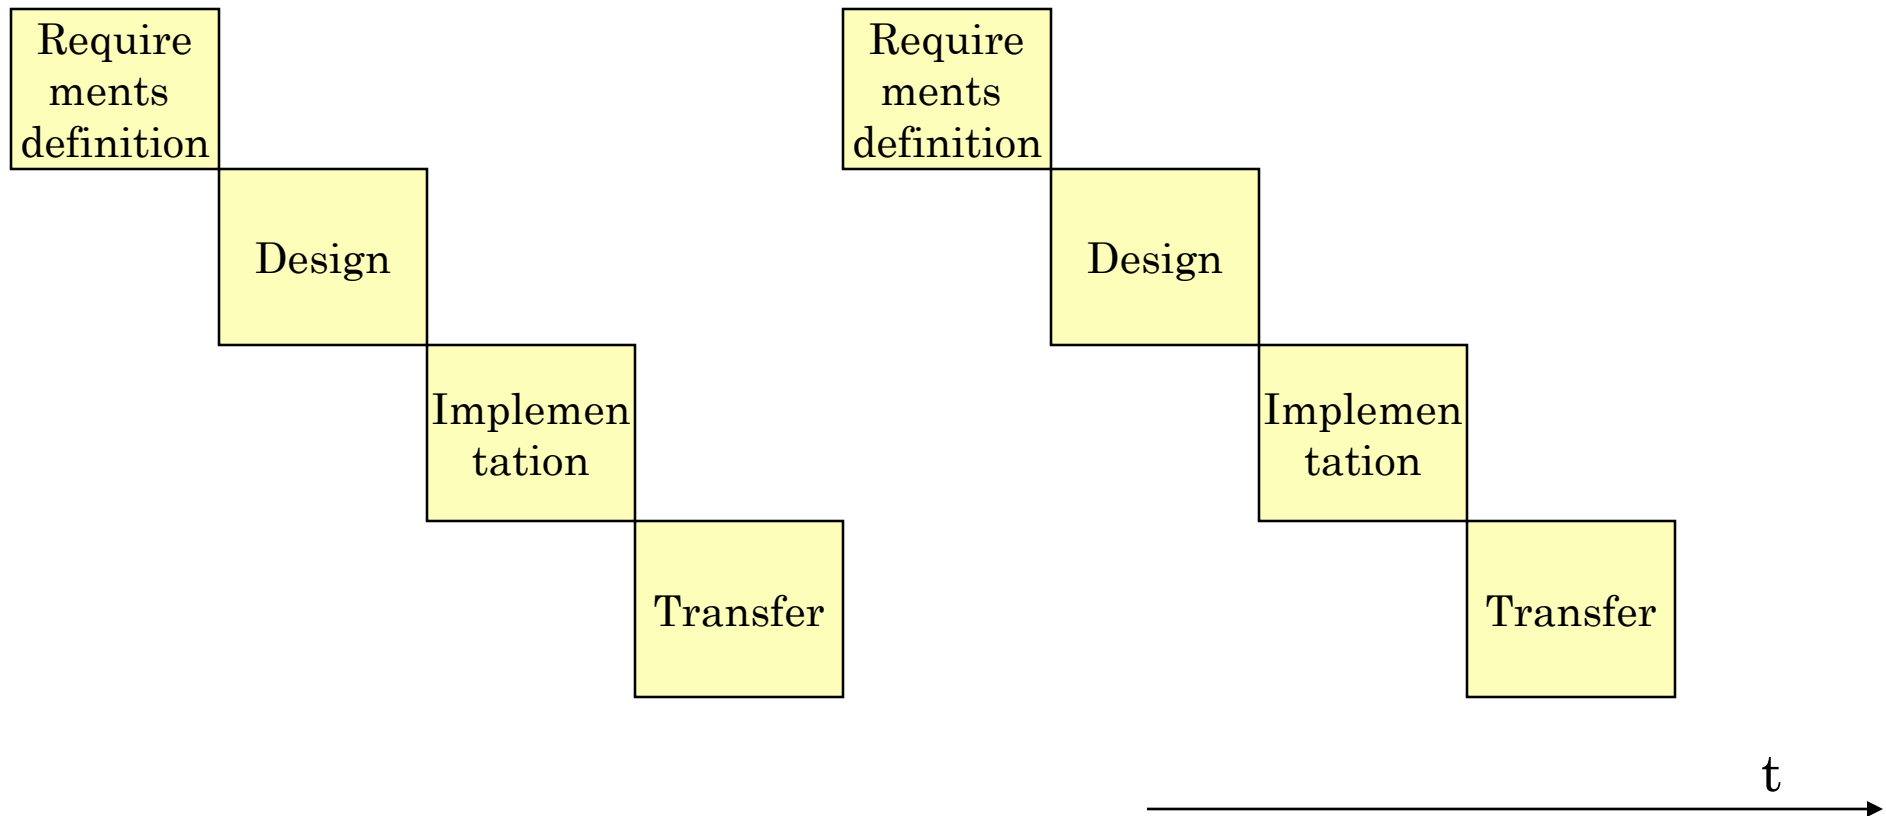 Require
ments
definition
Design
Implemen
tation
Transfer
Require
ments
definition
Design
Implemen
tation
Transfer
t